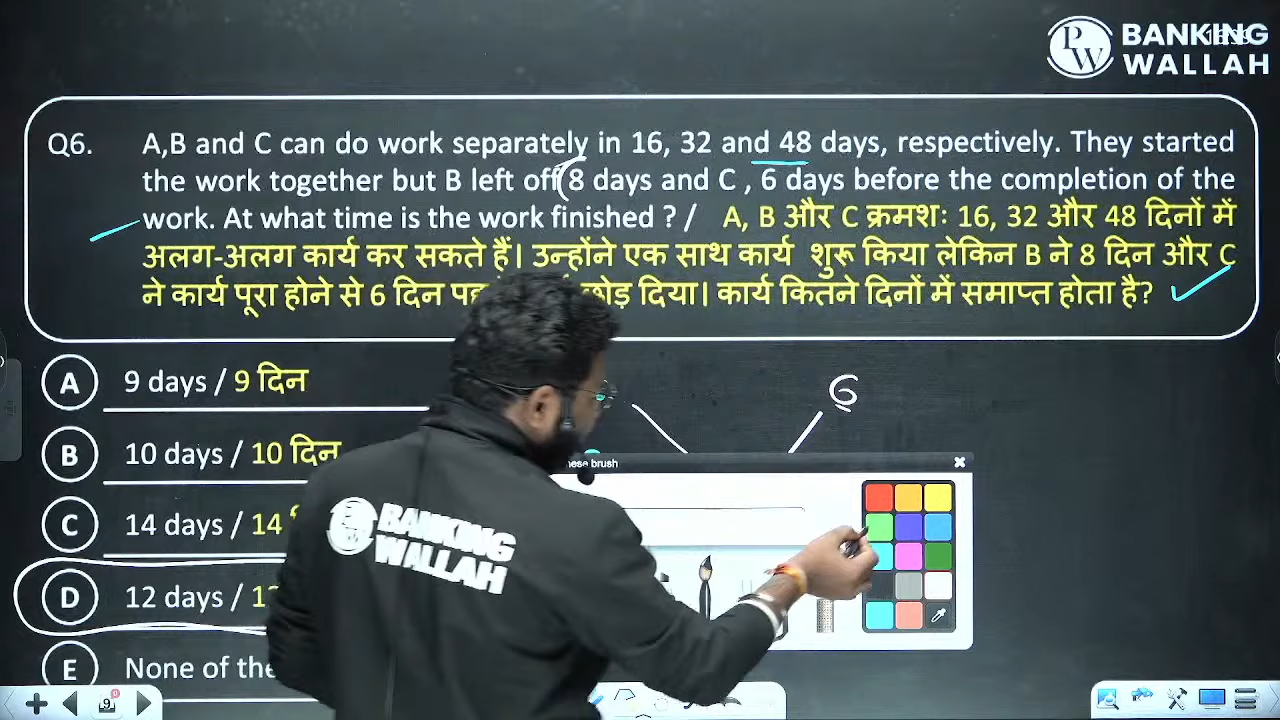 PW BANKING WALLAH
Q6. A,B and C can do work separately in 16, 32 and 48 days, respectively. They started
the work together but B left off 8 days and C , 6 days before the completion of the
work. At what time is the work finished ? / A, B और C क्रमशः 16, 32 और 48 दिनों में
अलग-अलग कार्य कर सकते हैं। उन्होंने एक साथ कार्य शुरू किया लेकिन B ने 8 दिन और C
ने कार्य पूरा होने से 6 दिन छोड़ दिया। कार्य कितने दिनों में समाप्त होता है?
A 9 days / 9 दिन
6
B 10 days / 10 दिन
brush
C 14 days / 14
D 12 days /
E None of the
PW BANKING
WALLAH